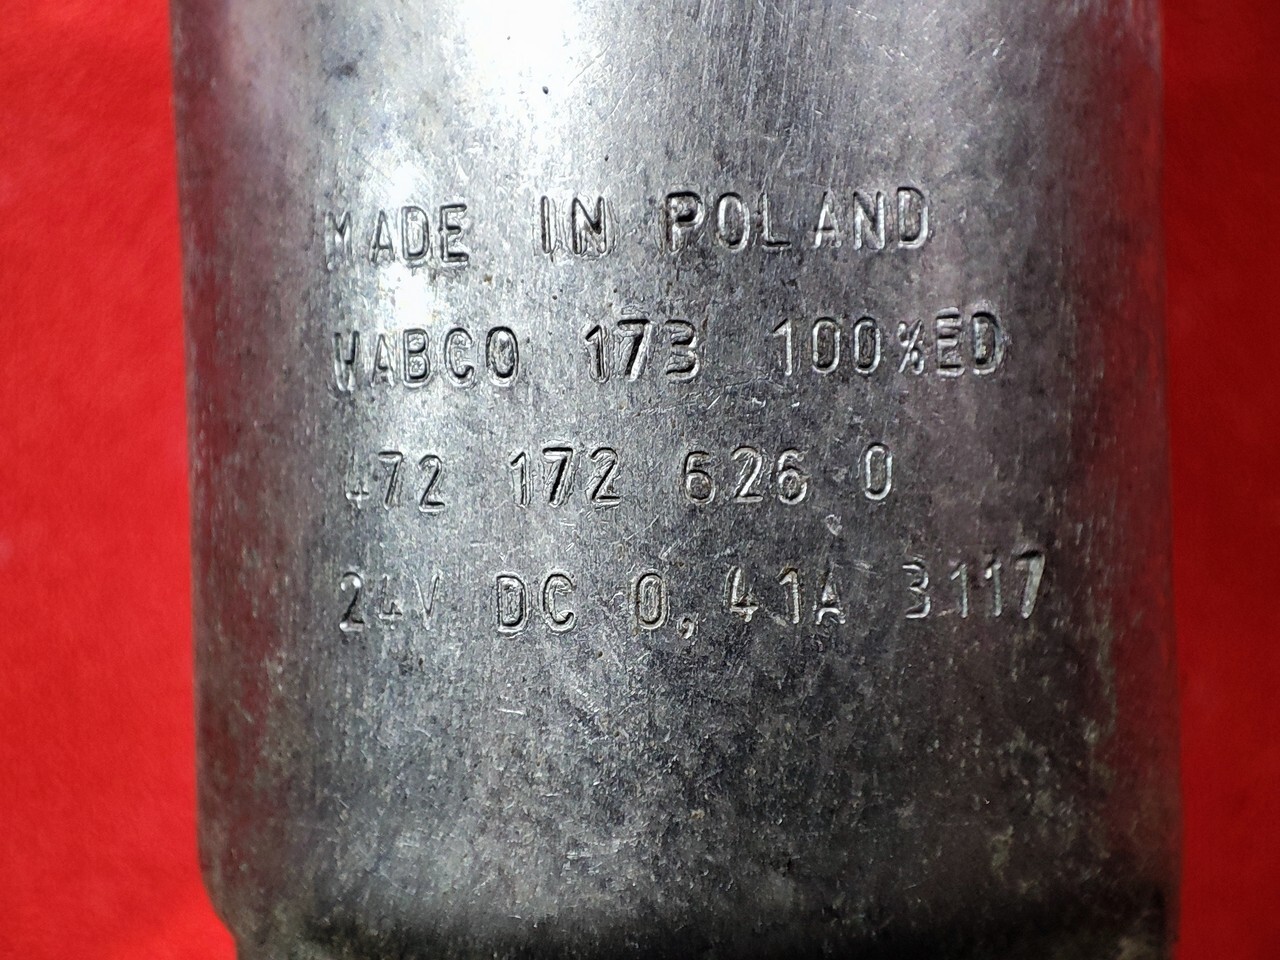 MADE IN POLAND
WABCO 173 100%ED
472 172 626 0
24V DC 0,41A 3117